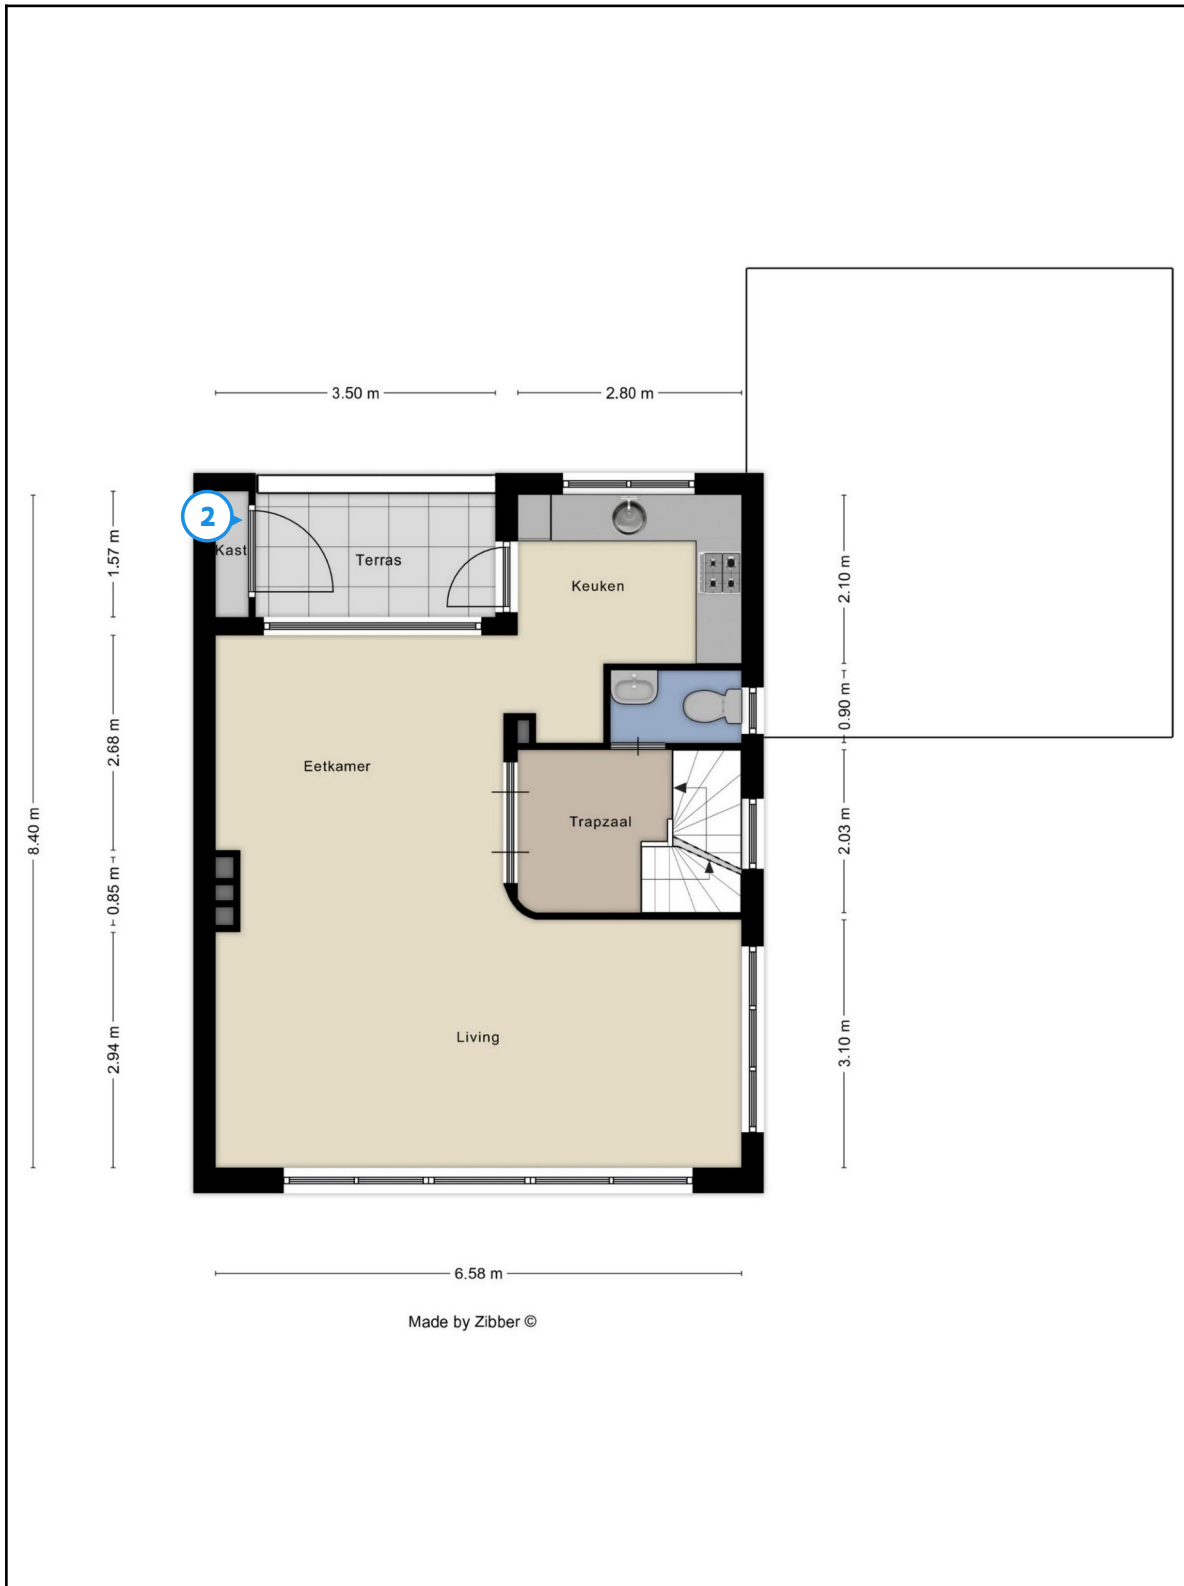 3.50 m
2.80 m
2
Kast
Terras
Keuken
1.57 m
2.10 m
0.90 m
2.68 m
Eetkamer
Trapzaal
8.40 m
2.03 m
0.85 m
Living
2.94 m
3.10 m
6.58 m
Made by Zibber ©